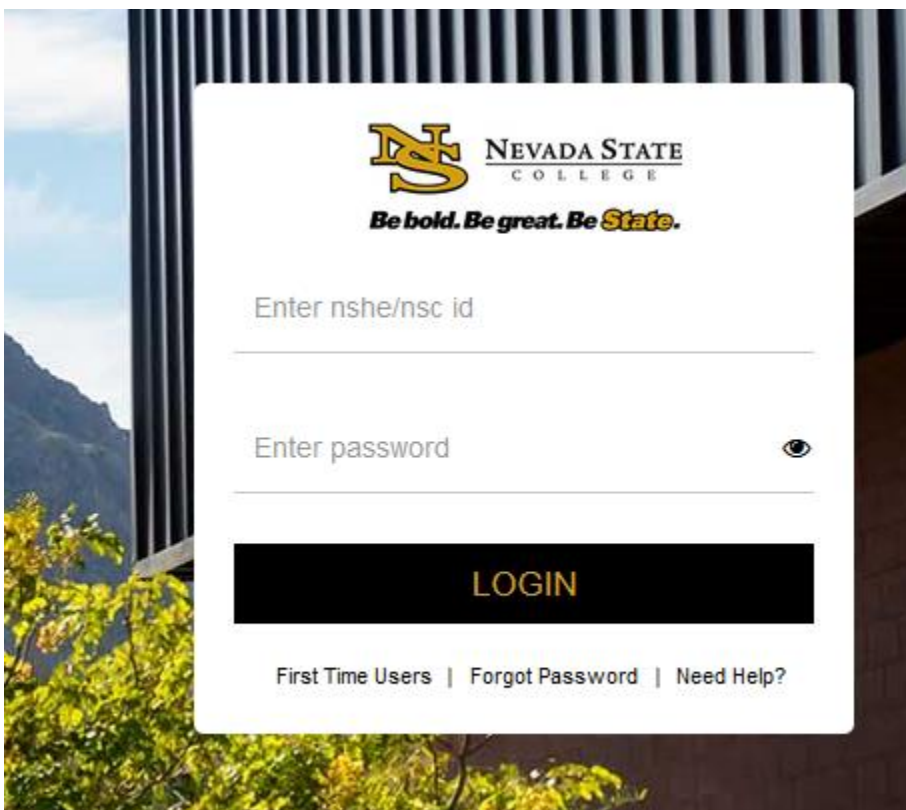 NS NEVADA STATE
COLLEGE
Be bold. Be great. Be State.
Enter nshe/nsc id
Enter password
LOGIN
First Time Users | Forgot Password | Need Help?